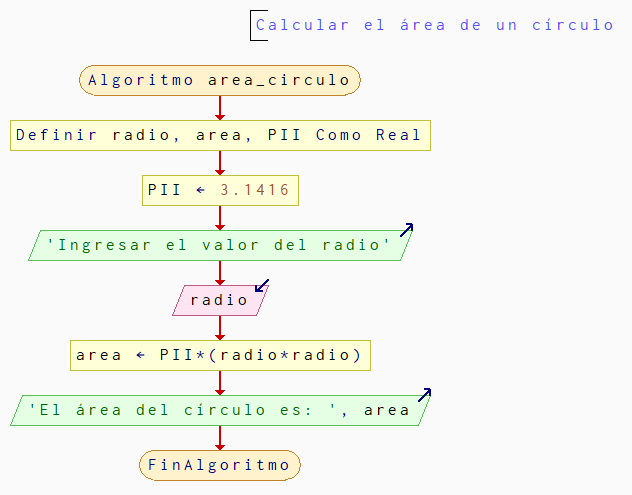 Calcular el área de un círculo
Algoritmo area_circulo
Definir radio, area, PII Como Real
PII ← 3.1416
'Ingresar el valor del radio'
radio
area ← PII*(radio*radio)
'El área del círculo es: ', area
FinAlgoritmo